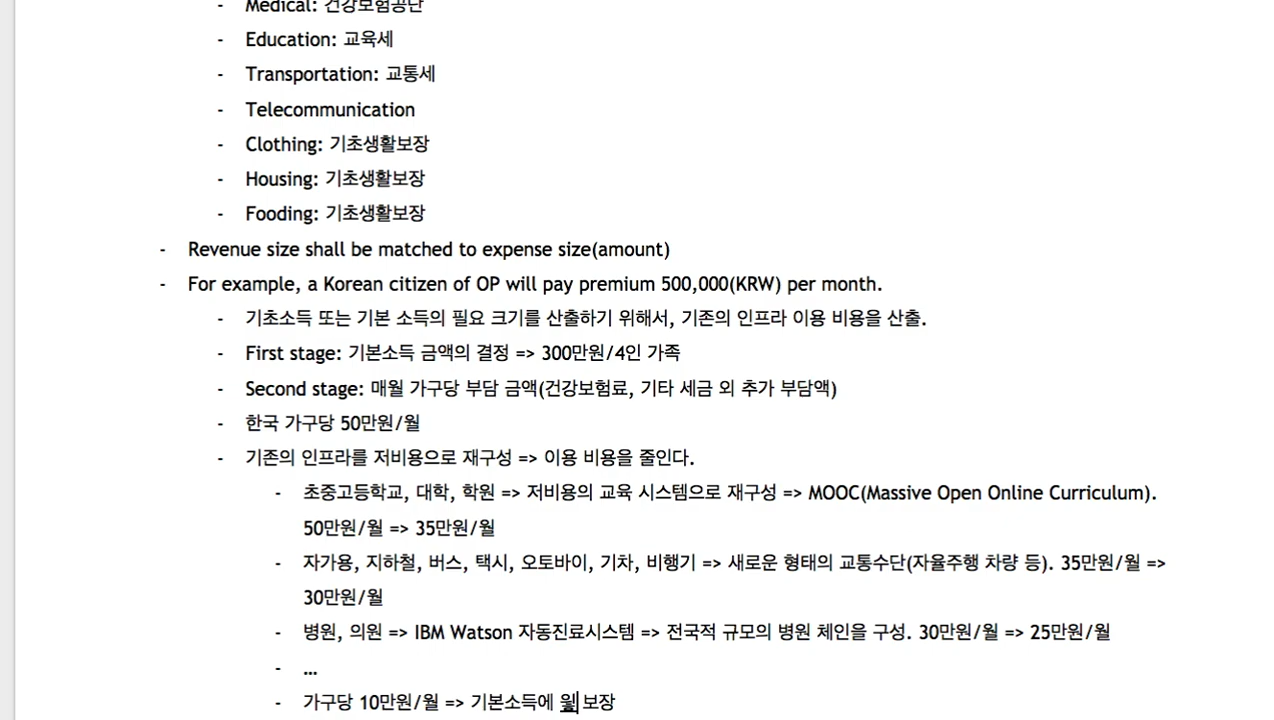 - Medical: 건강보험공단
- Education: 교육세
- Transportation: 교통세
- Telecommunication
- Clothing: 기초생활보장
- Housing: 기초생활보장
- Fooding: 기초생활보장
- Revenue size shall be matched to expense size(amount)
- For example, a Korean citizen of OP will pay premium 500,000(KRW) per month.
- 기초소득 또는 기본 소득의 필요 크기를 산출하기 위해서, 기존의 인프라 이용 비용을 산출.
- First stage: 기본소득 금액의 결정 => 300만원/4인 가족
- Second stage: 매월 가구당 부담 금액(건강보험료, 기타 세금 외 추가 부담액)
- 한국 가구당 50만원/월
- 기존의 인프라를 저비용으로 재구성 => 이용 비용을 줄인다.
- 초중고등학교, 대학, 학원 => 저비용의 교육 시스템으로 재구성 => MOOC(Massive Open Online Curriculum).
50만원/월 => 35만원/월
- 자가용, 지하철, 버스, 택시, 오토바이, 기차, 비행기 => 새로운 형태의 교통수단(자율주행 차량 등). 35만원/월 =>
30만원/월
- 병원, 의원 => IBM Watson 자동진료시스템 => 전국적 규모의 병원 체인을 구성. 30만원/월 => 25만원/월
- ...
- 가구당 10만원/월 => 기본소득에 보장